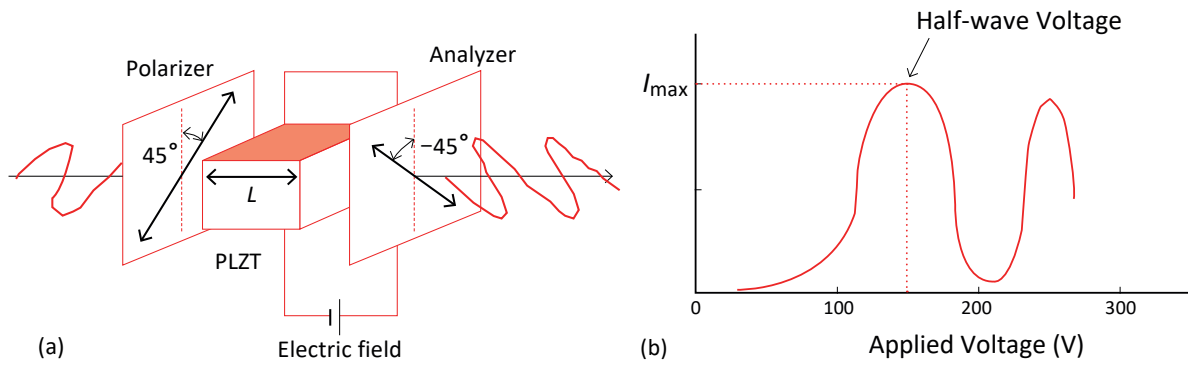 Polarizer
Analyzer
45°
−45°
L
PLZT
Electric field
(a)
Half-wave Voltage
Imax
0
100
200
300
Applied Voltage (V)
(b)